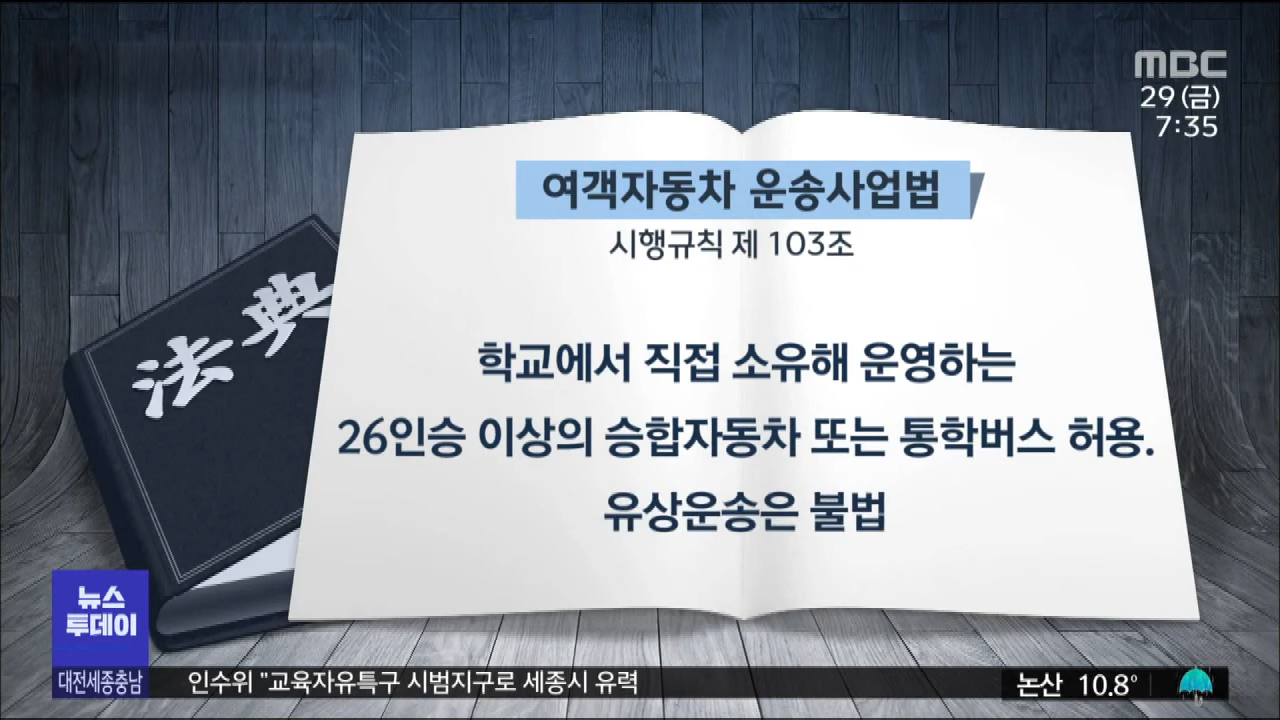 MBC
29(금)
7:35
여객자동차 운송사업법
시행규칙 제 103조
法典
학교에서 직접 소유해 운영하는
26인승 이상의 승합자동차 또는 통학버스 허용.
유상운송은 불법
뉴스
투데이
대전세종충남
인수위 "교육자유특구 시범지구로 세종시 유력
논산 10.8°